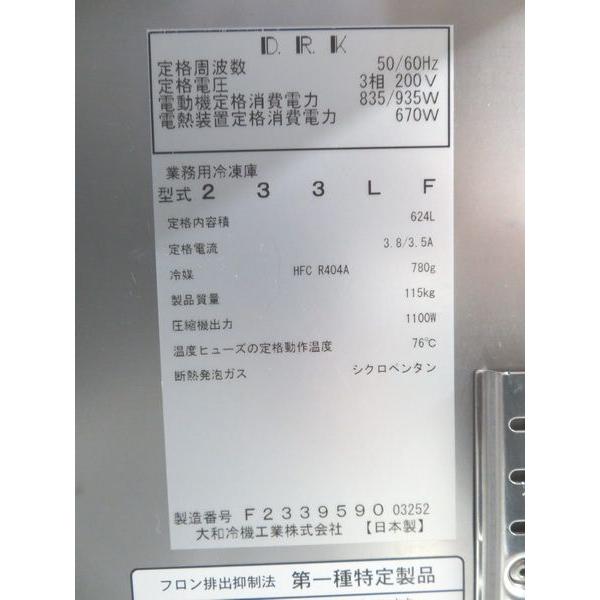 D.R.K
定格周波数 50/60Hz
定格電圧 3相 200V
電動機定格消費電力 835/935W
電熱装置定格消費電力 670W
業務用冷凍庫
型式 233LF
定格内容積 624L
定格電流 3.8/3.5A
冷媒 HFC R404A 780g
製品質量 115kg
圧縮機出力 1100W
温度ヒューズの定格動作温度 76℃
断熱発泡ガス シクロペンタン
製造番号 F2339590 03252
大和冷機工業株式会社 【日本製】
フロン排出抑制法 第一種特定製品